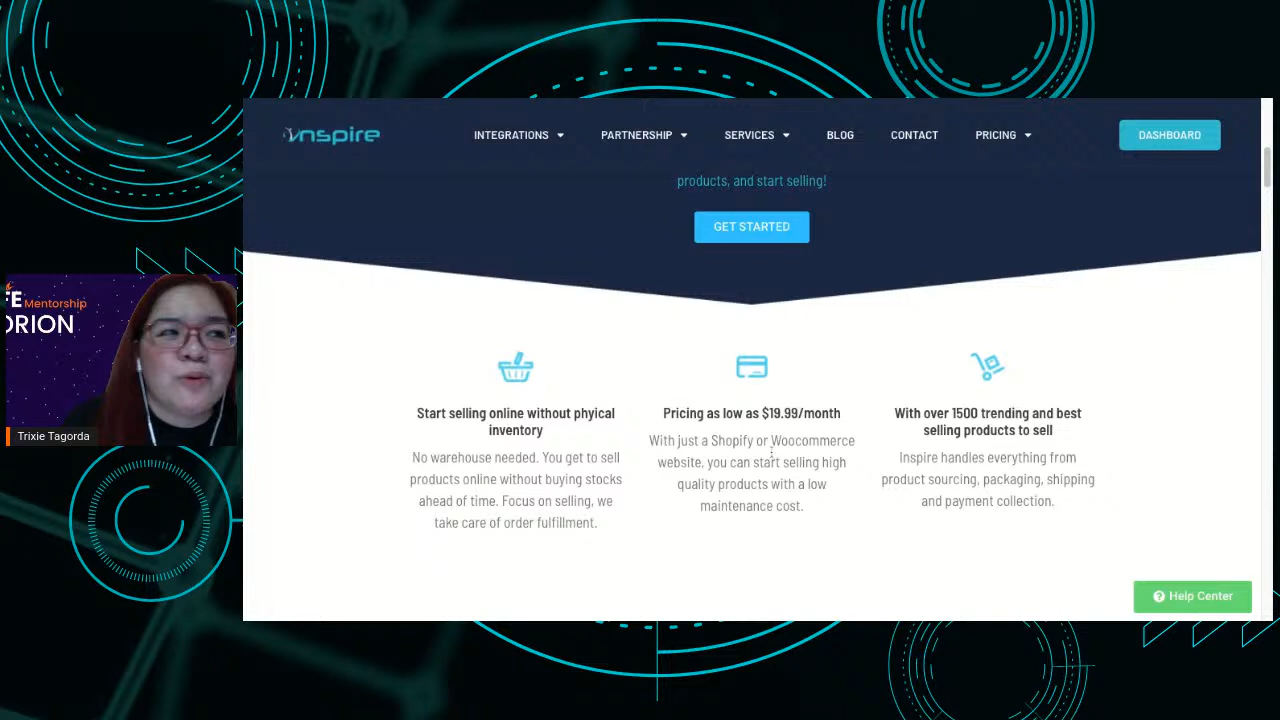 ynspire
INTEGRATIONS
PARTNERSHIP
SERVICES
BLOG
CONTACT
PRICING
DASHBOARD
products, and start selling!
GET STARTED
FE Mentorship
ORION
Trixie Tagorda
Start selling online without phyical
inventory
No warehouse needed. You get to sell
products online without buying stocks
ahead of time. Focus on selling, we
take care of order fulfillment.
Pricing as low as $19.99/month
With just a Shopify or Woocommerce
website, you can start selling high
quality products with a low
maintenance cost.
With over 1500 trending and best
selling products to sell
Inspire handles everything from
product sourcing, packaging, shipping
and payment collection.
Help Center